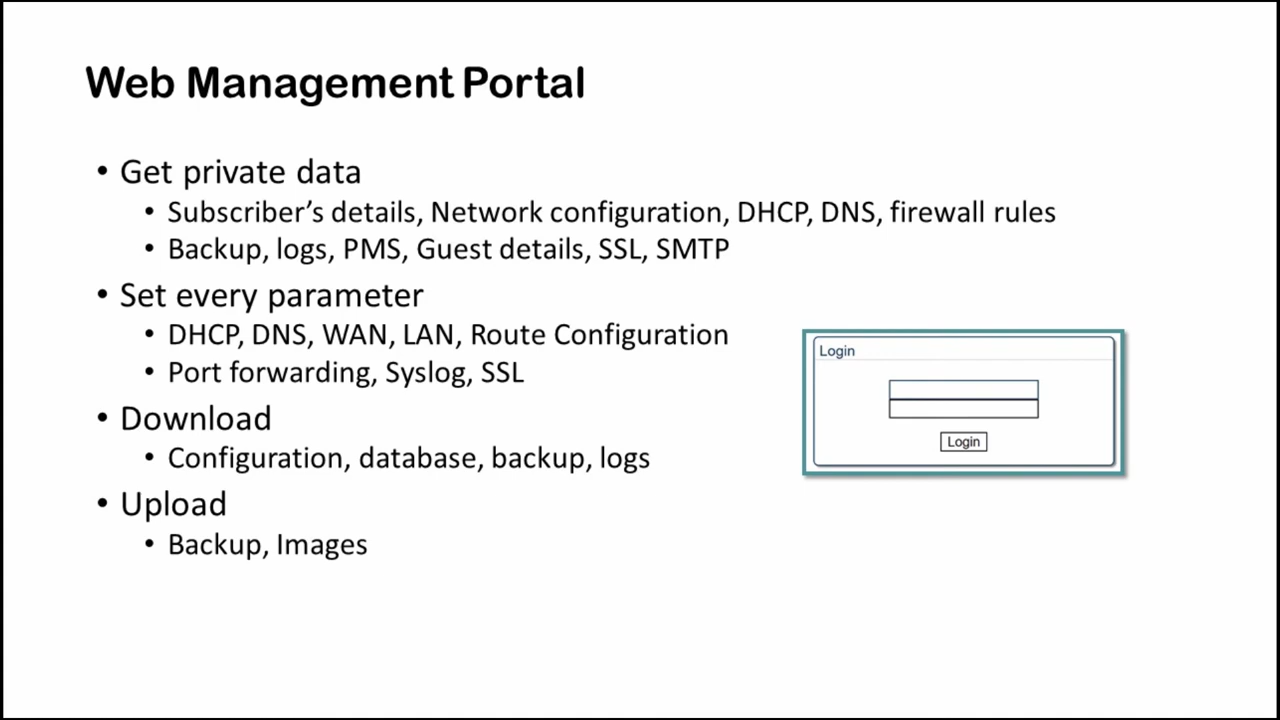 Web Management Portal
• Get private data
• Subscriber’s details, Network configuration, DHCP, DNS, firewall rules
• Backup, logs, PMS, Guest details, SSL, SMTP
• Set every parameter
• DHCP, DNS, WAN, LAN, Route Configuration
• Port forwarding, Syslog, SSL
• Download
• Configuration, database, backup, logs
• Upload
• Backup, Images
Login
Login